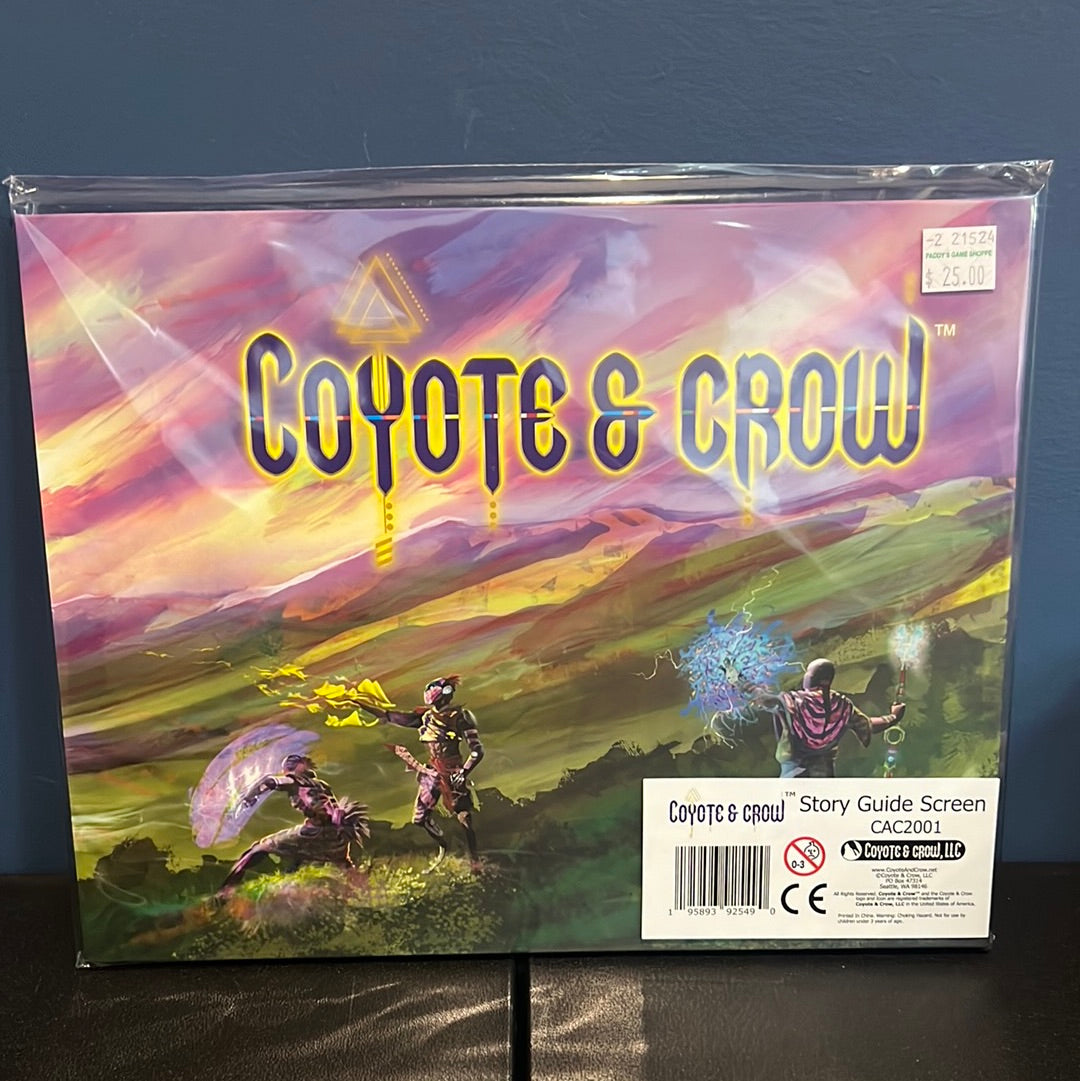 -2 21524
PADDY'S GAME SHOPPE
$ 25.00
COYOTE & CROW™
COYOTE & CROW™ Story Guide Screen
CAC2001
0-3
COYOTE & CROW, LLC
www.CoyoteAndCrow.net
©Coyote & Crow, LLC
PO Box 47314
Seattle, WA 98146
CE
All Rights Reserved. Coyote & Crow™ and the Coyote & Crow
logo and Icon are registered trademarks of
Coyote & Crow, LLC in the United States of America.
Printed in China. Warning: Choking Hazard. Not for use by
children under 3 years of age.
1 95893 92549 0